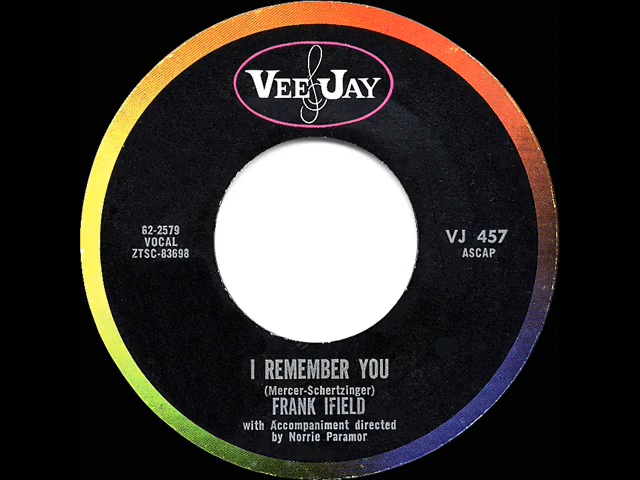 VEE JAY
62-2579
VOCAL
ZTSC-83698
VJ 457
ASCAP
I REMEMBER YOU
(Mercer-Schertzinger)
FRANK IFIELD
with Accompaniment directed
by Norrie Paramor